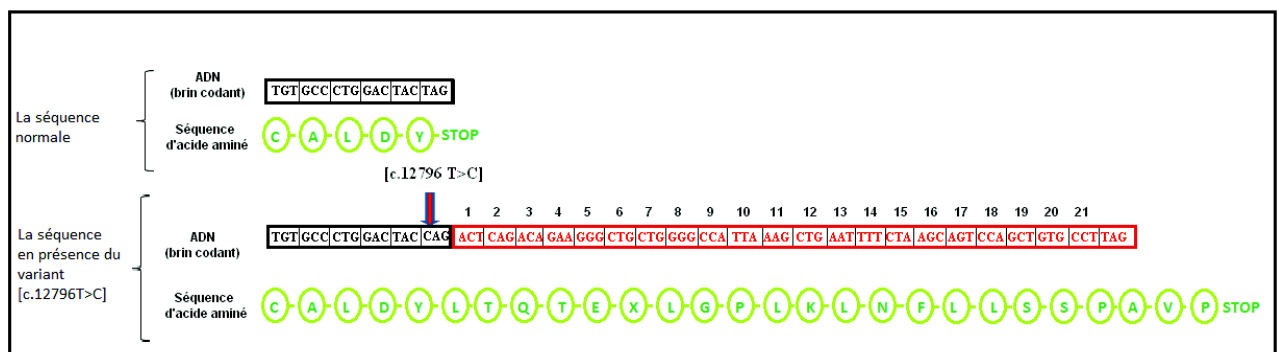 La séquence
normale
ADN
(brin codant)
TGT GCC CTG GAC TAC TAG
Séquence
d'acide aminé
C A L D Y STOP
[c.12796 T>C]
La séquence
en présence du
variant
[c.12796T>C]
1 2 3 4 5 6 7 8 9 10 11 12 13 14 15 16 17 18 19 20 21
ADN
(brin codant)
TGT GCC CTG GAC TAC CAG ACT CAG ACA GAA GGG CTG CTG GGG CCA TTA AAG CTG AAT TTT CTA AGC AGT CCA GCT GTG CCT TAG
Séquence
d'acide aminé
C A L D Y L T Q T E X L G P L K L N F L L S S P A V P STOP